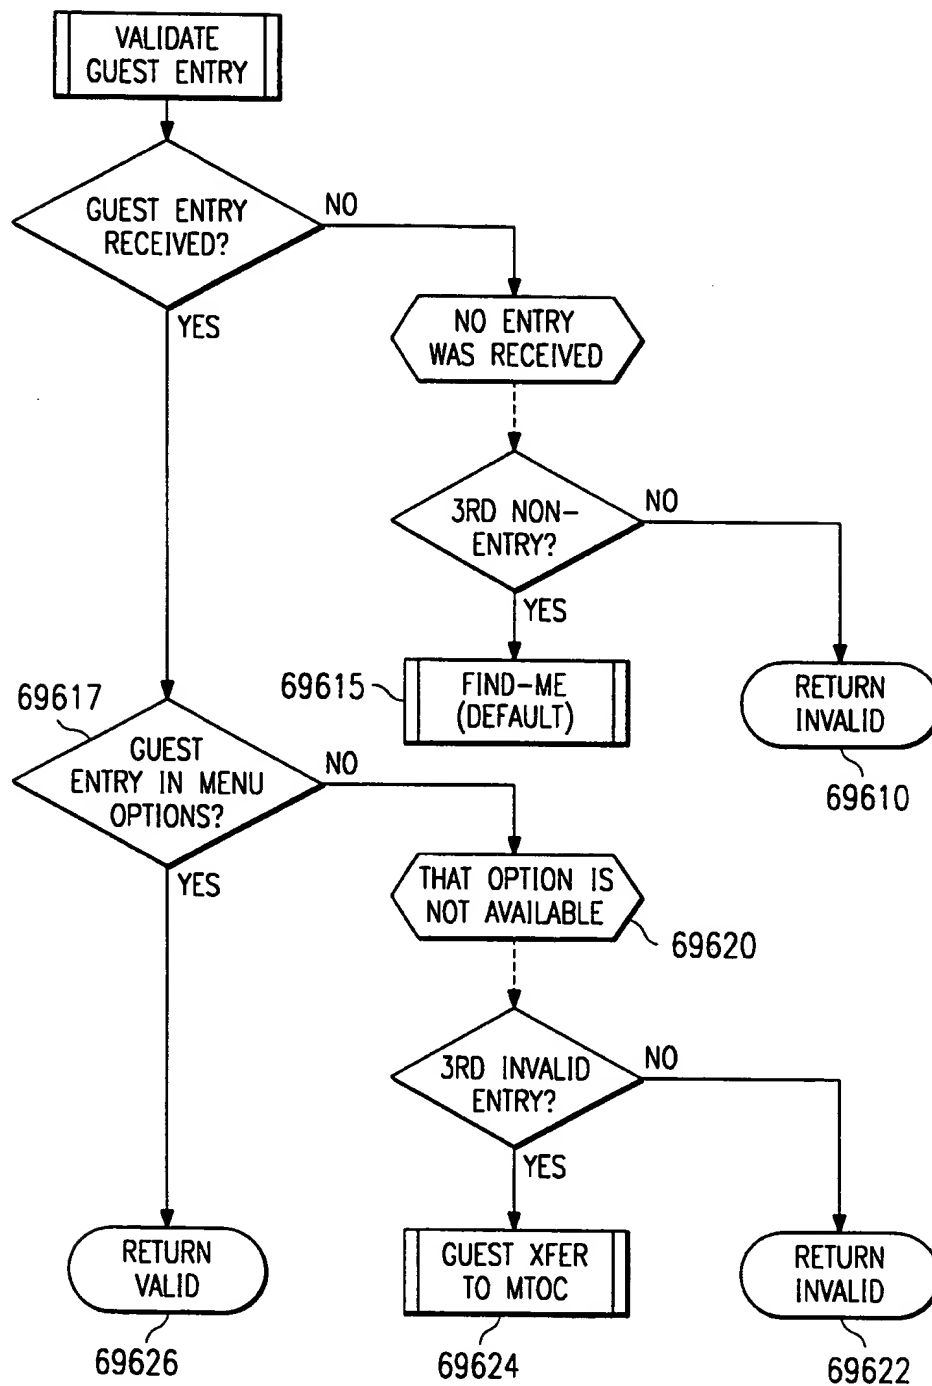 VALIDATE
GUEST ENTRY
GUEST ENTRY
RECEIVED?
NO
YES
NO ENTRY
WAS RECEIVED
3RD NON-
ENTRY?
NO
YES
69615
FIND-ME
(DEFAULT)
RETURN
INVALID
69610
69617
GUEST
ENTRY IN MENU
OPTIONS?
NO
YES
THAT OPTION IS
NOT AVAILABLE
69620
3RD INVALID
ENTRY?
NO
YES
RETURN
VALID
69626
GUEST XFER
TO MTOC
69624
RETURN
INVALID
69622